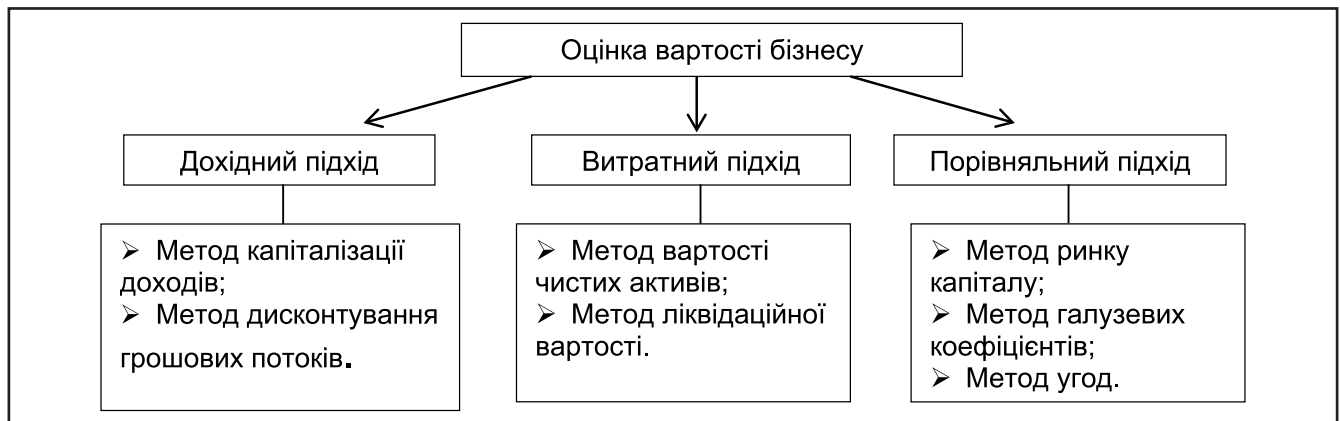 Оцінка вартості бізнесу
Дохідний підхід
Витратний підхід
Порівняльний підхід
➢ Метод капіталізації
доходів;
➢ Метод дисконтування
грошових потоків.
➢ Метод вартості
чистих активів;
➢ Метод ліквідаційної
вартості.
➢ Метод ринку
капіталу;
➢ Метод галузевих
коефіцієнтів;
➢ Метод угод.